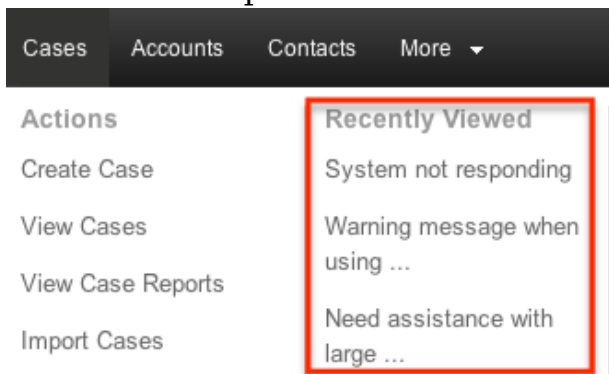 Cases Accounts Contacts More
Actions
Create Case
View Cases
View Case Reports
Import Cases
Recently Viewed
System not responding
Warning message when
using ...
Need assistance with
large ...